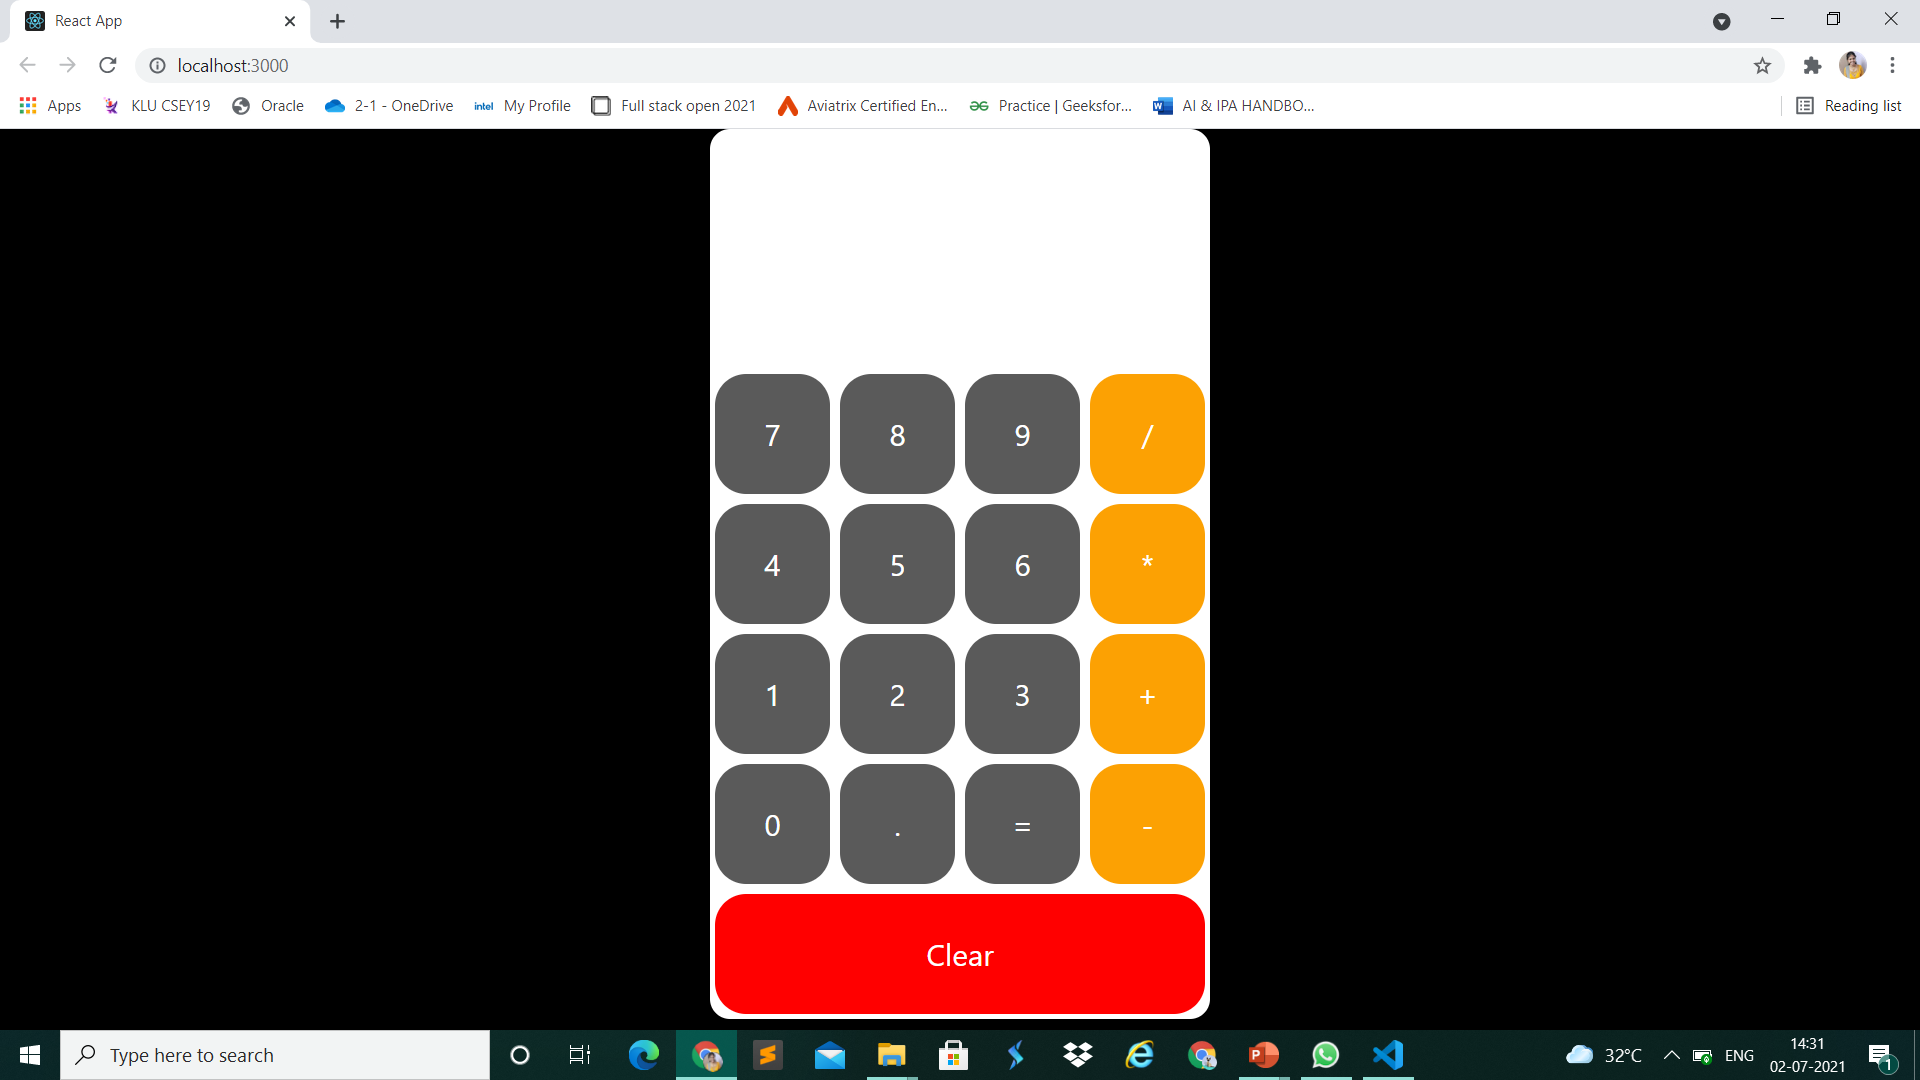 React App
localhost:3000
Apps KLU CSEY19 Oracle 2-1 - OneDrive intel My Profile Full stack open 2021 Aviatrix Certified En... Practice | Geeksfor... AI & IPA HANDBO... Reading list
7 8 9 /
4 5 6 *
1 2 3 +
0 . = -
Clear
Type here to search 32°C ENG 14:31
02-07-2021 1